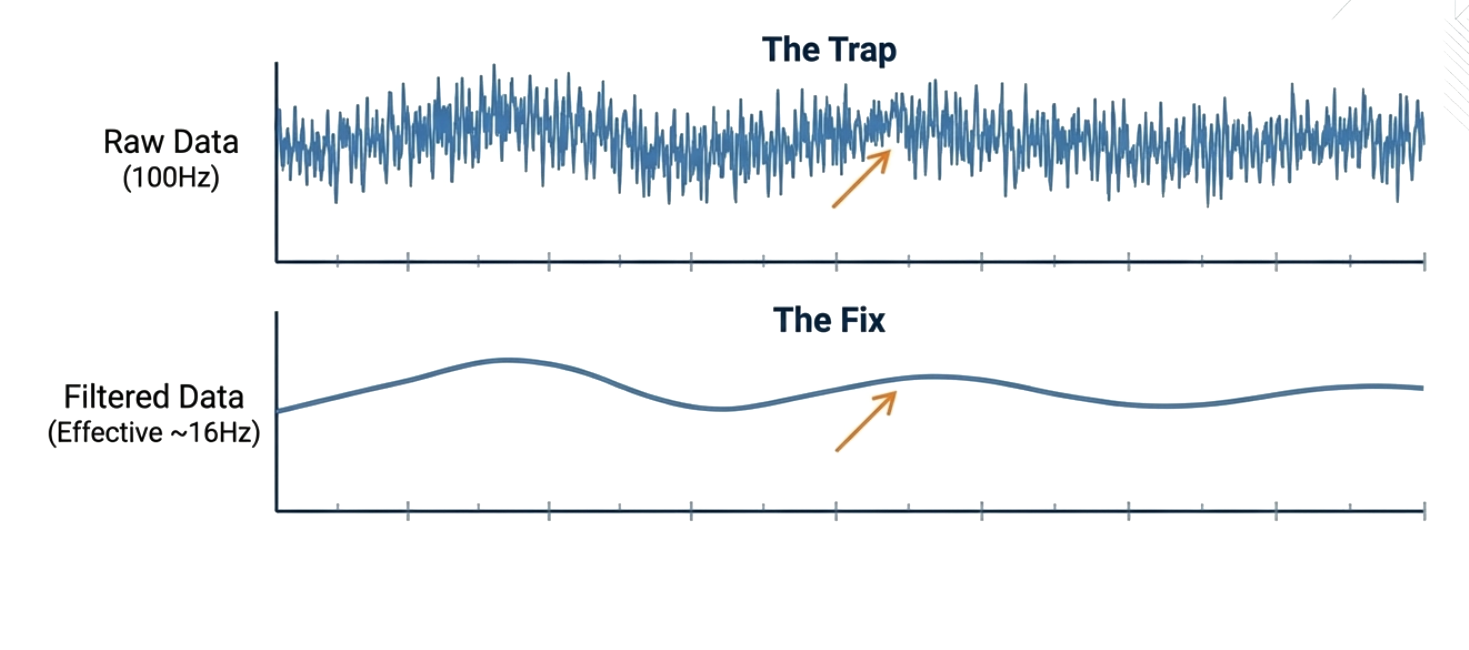 The Trap
Raw Data
(100Hz)
The Fix
Filtered Data
(Effective ~16Hz)